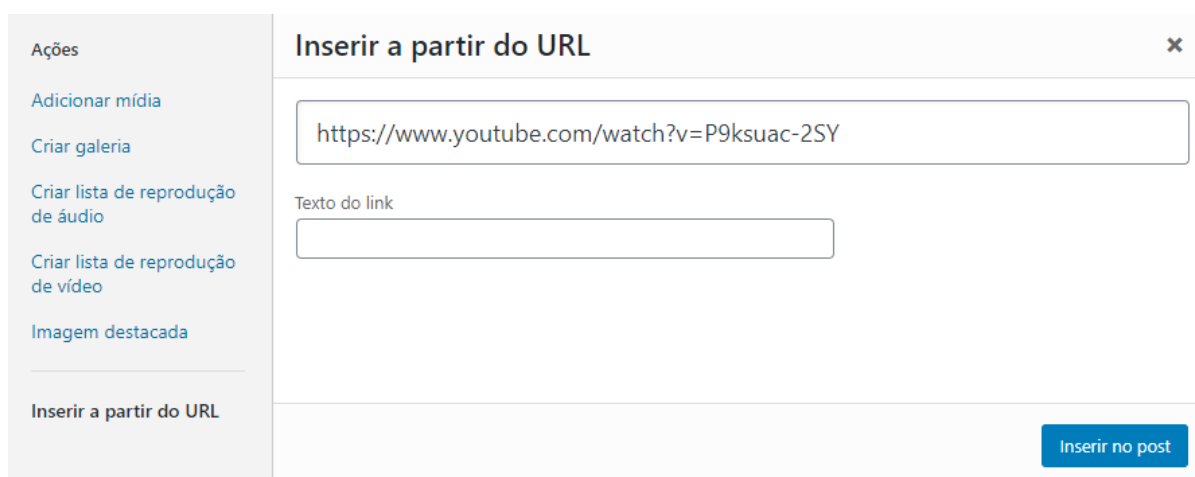 Ações
Adicionar mídia
Criar galeria
Criar lista de reprodução
de áudio
Criar lista de reprodução
de vídeo
Imagem destacada
Inserir a partir do URL
Inserir a partir do URL
×
https://www.youtube.com/watch?v=P9ksuac-2SY
Texto do link
Inserir no post